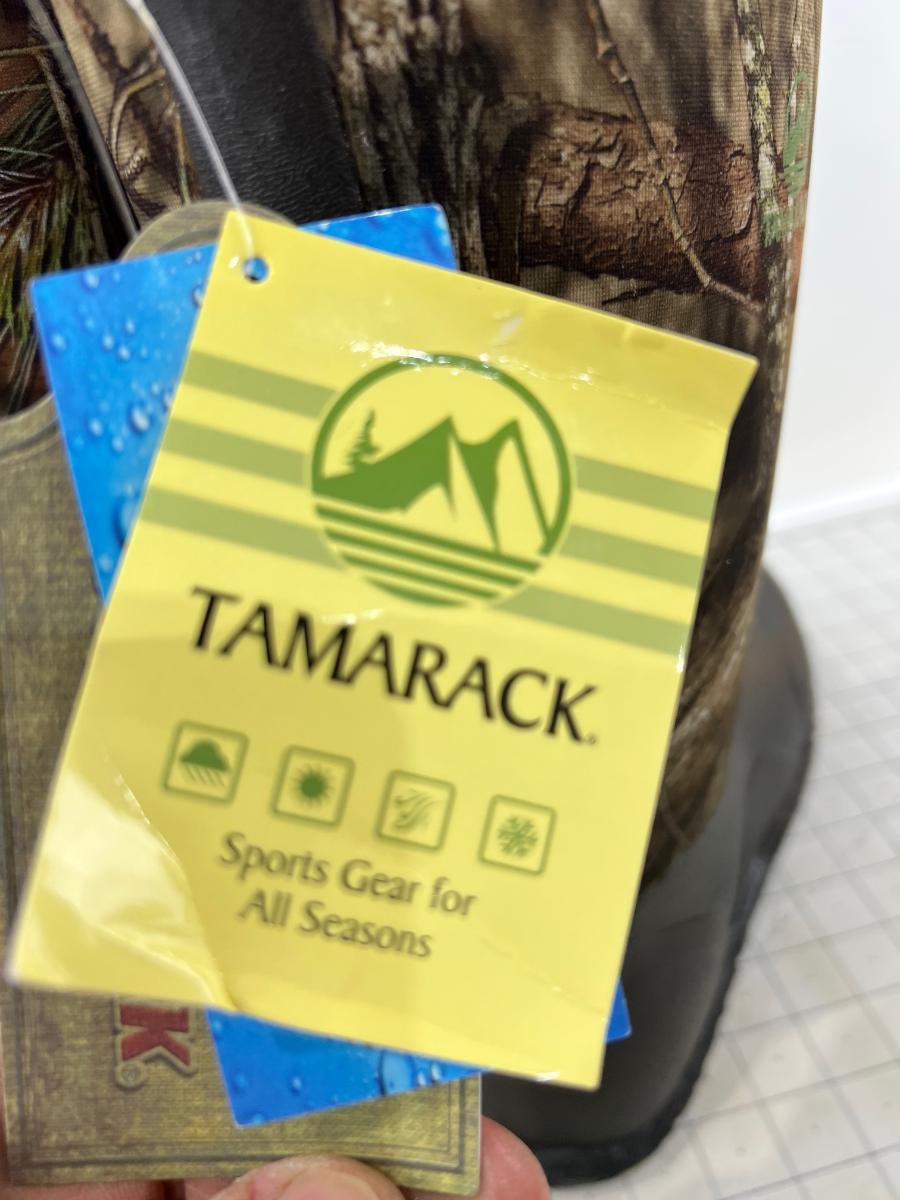 TAMARACK®
Sports Gear for
All Seasons
K®